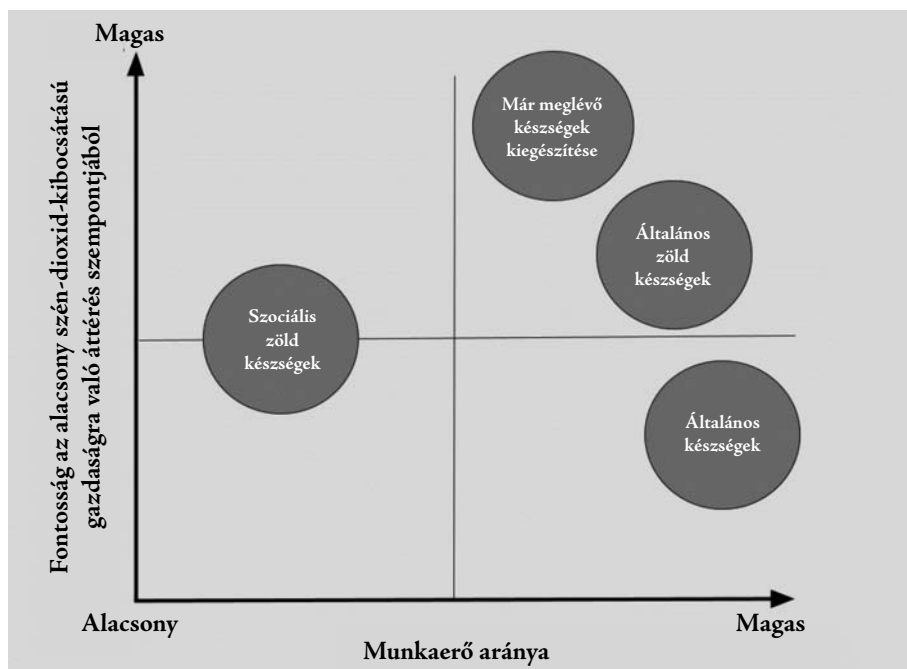 Magas
Fontosság az alacsony szén-dioxid-kibocsátású
gazdaságra való áttérés szempontjából
Már meglévő
készségek
kiegészítése
Általános
zöld
készségek
Szociális
zöld
készségek
Általános
készségek
Alacsony
Magas
Munkaerő aránya